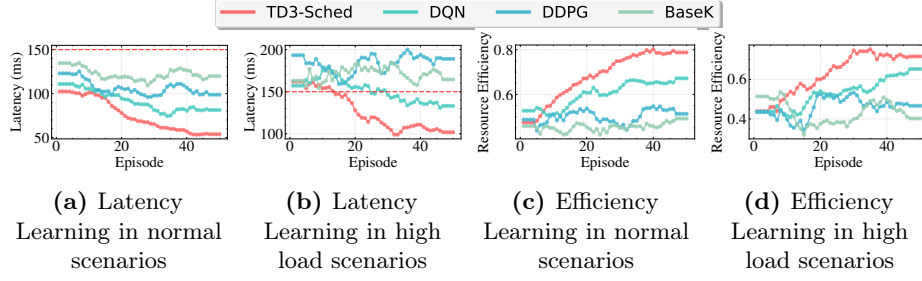 TD3-Sched DQN DDPG BaseK
150
100
50
Latency (ms)
0 20 40
Episode
200
150
100
Latency (ms)
0 20 40
Episode
0.8
0.6
Resource Efficiency
0 20 40
Episode
0.6
0.4
Resource Efficiency
0 20 40
Episode
(a) Latency
Learning in normal
scenarios
(b) Latency
Learning in high
load scenarios
(c) Efficiency
Learning in normal
scenarios
(d) Efficiency
Learning in high
load scenarios